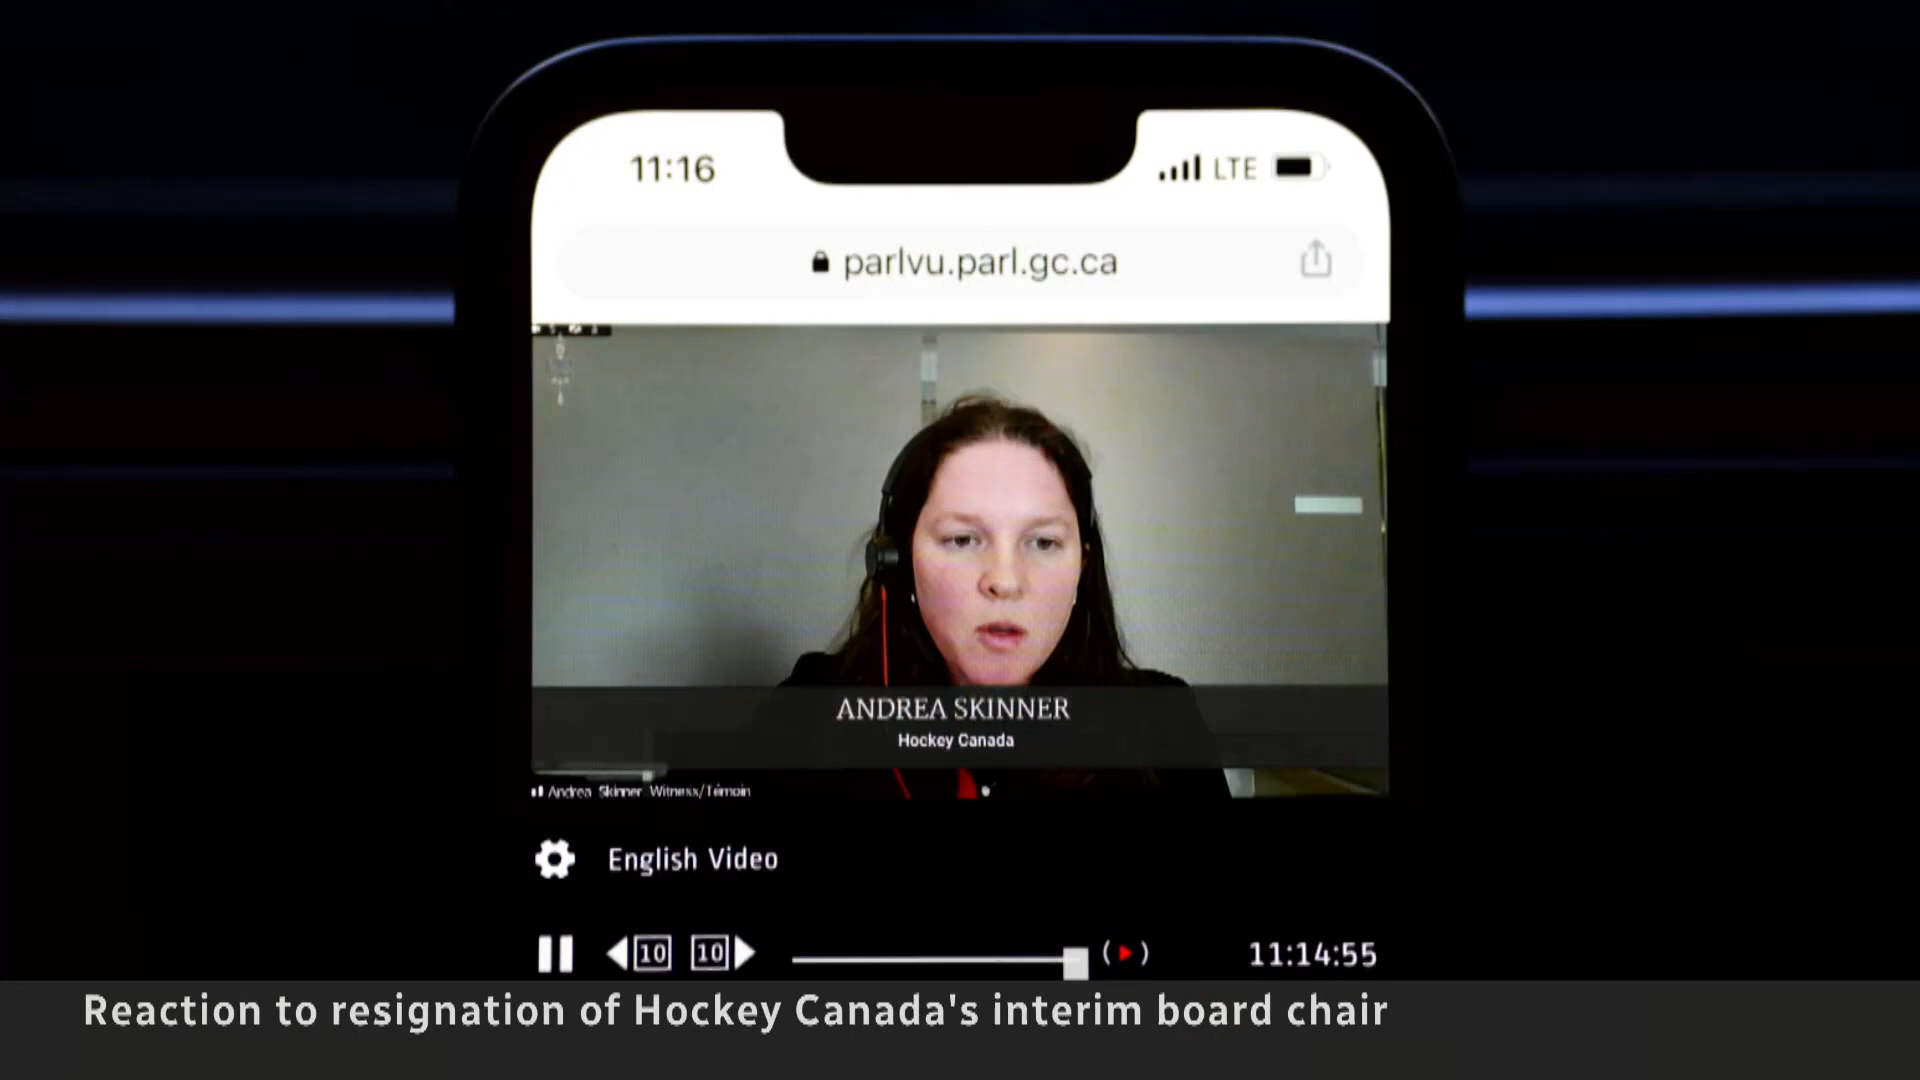 11:16
LTE
parlvu.parl.gc.ca
ANDREA SKINNER
Hockey Canada
Andrea Skinner Witness/Témoin
English Video
10 10
11:14:55
Reaction to resignation of Hockey Canada's interim board chair